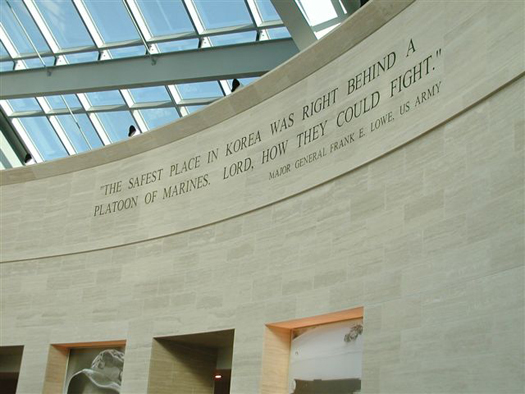 "THE SAFEST PLACE IN KOREA WAS RIGHT BEHIND A
PLATOON OF MARINES. LORD, HOW THEY COULD FIGHT."
MAJOR GENERAL FRANK E. LOWE, US ARMY